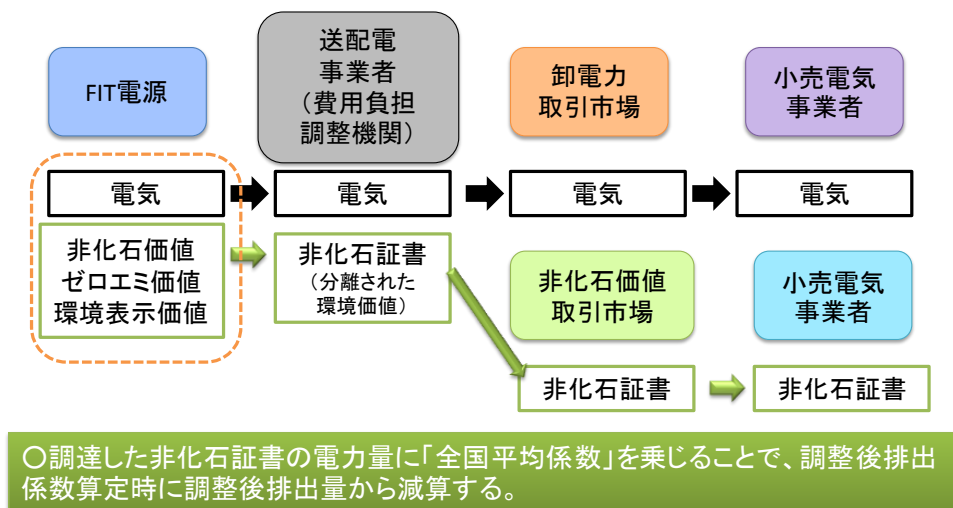 FIT電源
送配電
事業者
（費用負担
調整機関）
卸電力
取引市場
小売電気
事業者
電気
電気
電気
電気
非化石価値
ゼロエミ価値
環境表示価値
非化石証書
（分離された
環境価値）
非化石価値
取引市場
小売電気
事業者
非化石証書
非化石証書
〇調達した非化石証書の電力量に「全国平均係数」を乗じることで、調整後排出
係数算定時に調整後排出量から減算する。